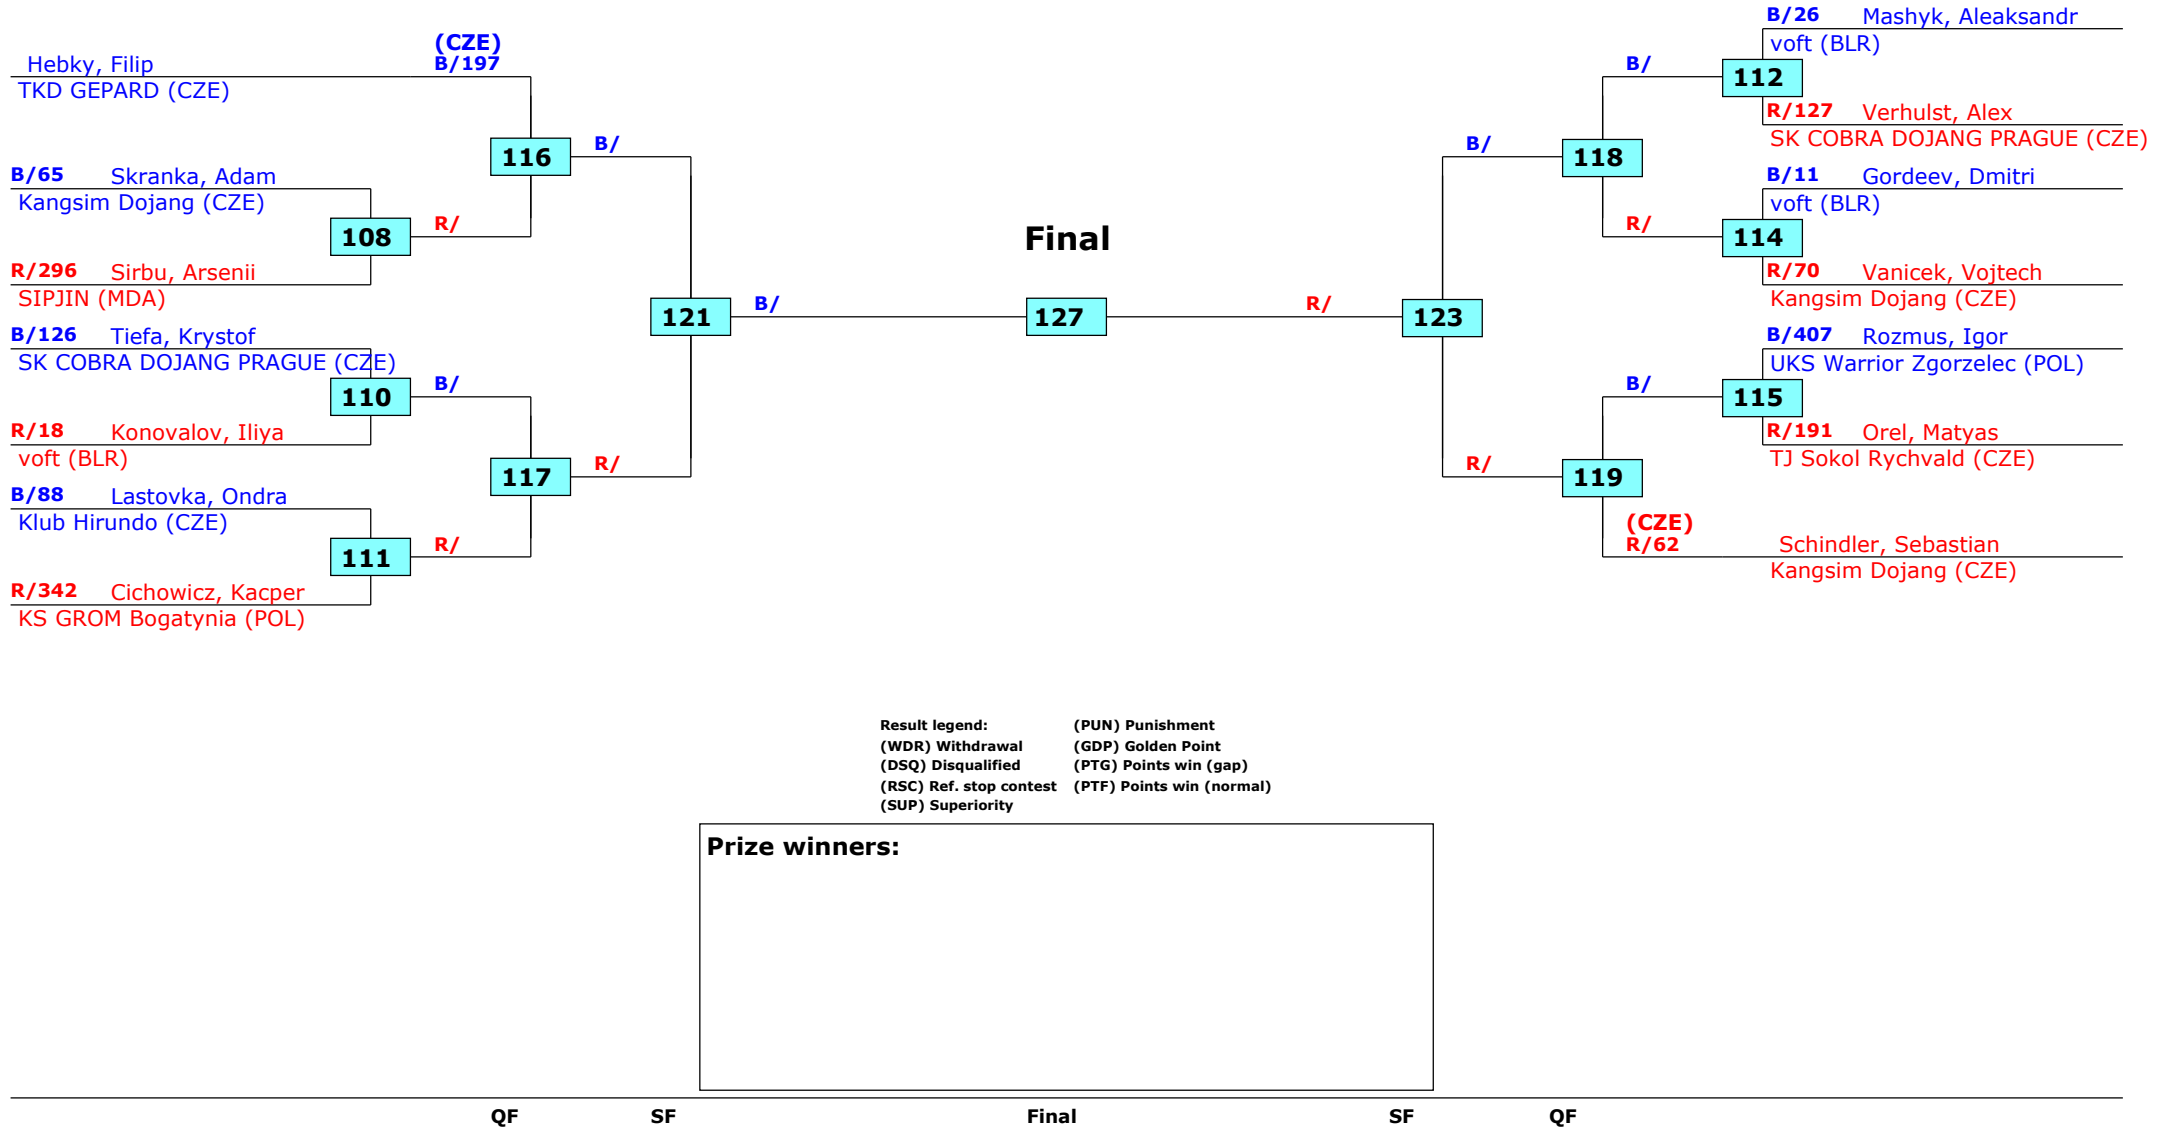 Hebky, Filip
(CZE)
B/197
TKD GEPARD (CZE)
116
B/
B/65 Skranka, Adam
Kangsim Dojang (CZE)
108
R/
R/296 Sirbu, Arsenii
SIPJIN (MDA)
121
B/
B/126 Tiefa, Krystof
SK COBRA DOJANG PRAGUE (CZE)
110
B/
R/18 Konovalov, Iliya
voft (BLR)
117
R/
B/88 Lastovka, Ondra
Klub Hirundo (CZE)
111
R/
R/342 Cichowicz, Kacper
KS GROM Bogatynia (POL)
Final
127
B/26 Mashyk, Aleaksandr
voft (BLR)
B/
112
R/127 Verhulst, Alex
SK COBRA DOJANG PRAGUE (CZE)
B/
118
B/11 Gordeev, Dmitri
voft (BLR)
R/
114
R/70 Vanicek, Vojtech
Kangsim Dojang (CZE)
R/
123
B/407 Rozmus, Igor
UKS Warrior Zgorzelec (POL)
B/
115
R/191 Orel, Matyas
TJ Sokol Rychvald (CZE)
R/
119
(CZE)
R/62 Schindler, Sebastian
Kangsim Dojang (CZE)
Result legend: (PUN) Punishment
(WDR) Withdrawal (GDP) Golden Point
(DSQ) Disqualified (PTG) Points win (gap)
(RSC) Ref. stop contest (PTF) Points win (normal)
(SUP) Superiority
Prize winners:
QF SF Final SF QF